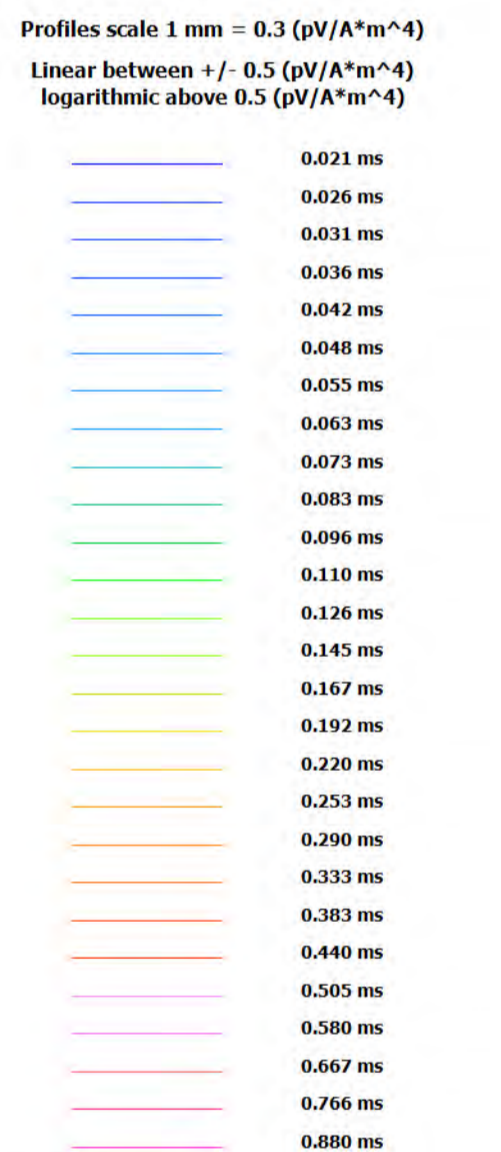 Profiles scale 1 mm = 0.3 (pV/A*m^4)
Linear between +/- 0.5 (pV/A*m^4)
logarithmic above 0.5 (pV/A*m^4)
0.021 ms
0.026 ms
0.031 ms
0.036 ms
0.042 ms
0.048 ms
0.055 ms
0.063 ms
0.073 ms
0.083 ms
0.096 ms
0.110 ms
0.126 ms
0.145 ms
0.167 ms
0.192 ms
0.220 ms
0.253 ms
0.290 ms
0.333 ms
0.383 ms
0.440 ms
0.505 ms
0.580 ms
0.667 ms
0.766 ms
0.880 ms